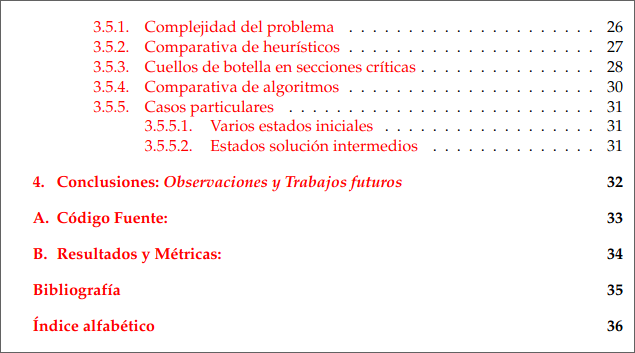 3.5.1. Complejidad del problema . . . . . . . . . . . . . . . . . . . . . 26
3.5.2. Comparativa de heurísticos . . . . . . . . . . . . . . . . . . . . 27
3.5.3. Cuellos de botella en secciones críticas . . . . . . . . . . . . . . 28
3.5.4. Comparativa de algoritmos . . . . . . . . . . . . . . . . . . . . . 30
3.5.5. Casos particulares . . . . . . . . . . . . . . . . . . . . . . . . . 31
3.5.5.1. Varios estados iniciales . . . . . . . . . . . . . . . . . . 31
3.5.5.2. Estados solución intermedios . . . . . . . . . . . . . . 31
4. Conclusiones: Observaciones y Trabajos futuros 32
A. Código Fuente: 33
B. Resultados y Métricas: 34
Bibliografía 35
Índice alfabético 36